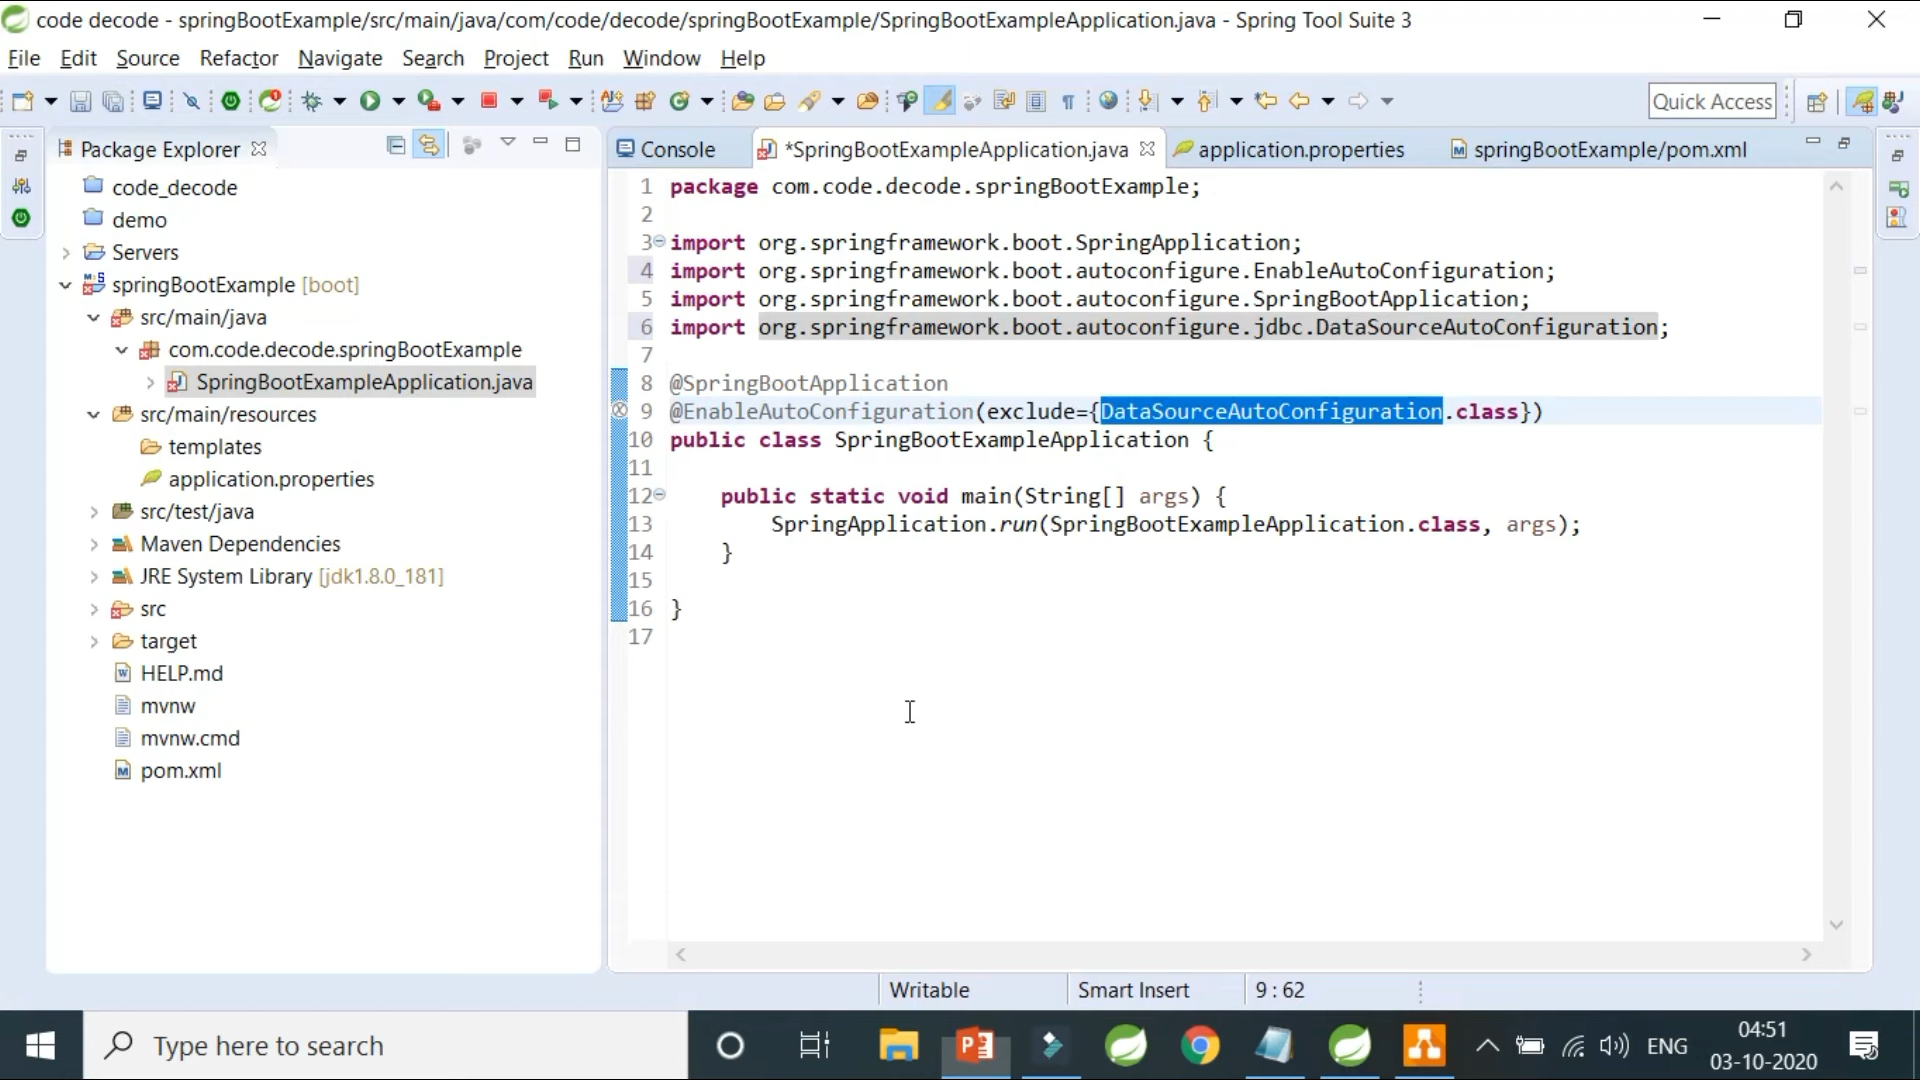 code decode - springBootExample/src/main/java/com/code/decode/springBootExample/SpringBootExampleApplication.java - Spring Tool Suite 3
File Edit Source Refactor Navigate Search Project Run Window Help
Quick Access
Package Explorer
code_decode
demo
Servers
springBootExample [boot]
src/main/java
com.code.decode.springBootExample
SpringBootExampleApplication.java
src/main/resources
templates
application.properties
src/test/java
Maven Dependencies
JRE System Library [jdk1.8.0_181]
src
target
HELP.md
mvnw
mvnw.cmd
pom.xml
Console *SpringBootExampleApplication.java application.properties springBootExample/pom.xml
1 package com.code.decode.springBootExample;
2
3 import org.springframework.boot.SpringApplication;
4 import org.springframework.boot.autoconfigure.EnableAutoConfiguration;
5 import org.springframework.boot.autoconfigure.SpringBootApplication;
6 import org.springframework.boot.autoconfigure.jdbc.DataSourceAutoConfiguration;
7
8 @SpringBootApplication
9 @EnableAutoConfiguration(exclude={DataSourceAutoConfiguration.class})
10 public class SpringBootExampleApplication {
11
12 public static void main(String[] args) {
13 SpringApplication.run(SpringBootExampleApplication.class, args);
14 }
15
16 }
17
Writable Smart Insert 9 : 62
Type here to search
ENG
04:51
03-10-2020